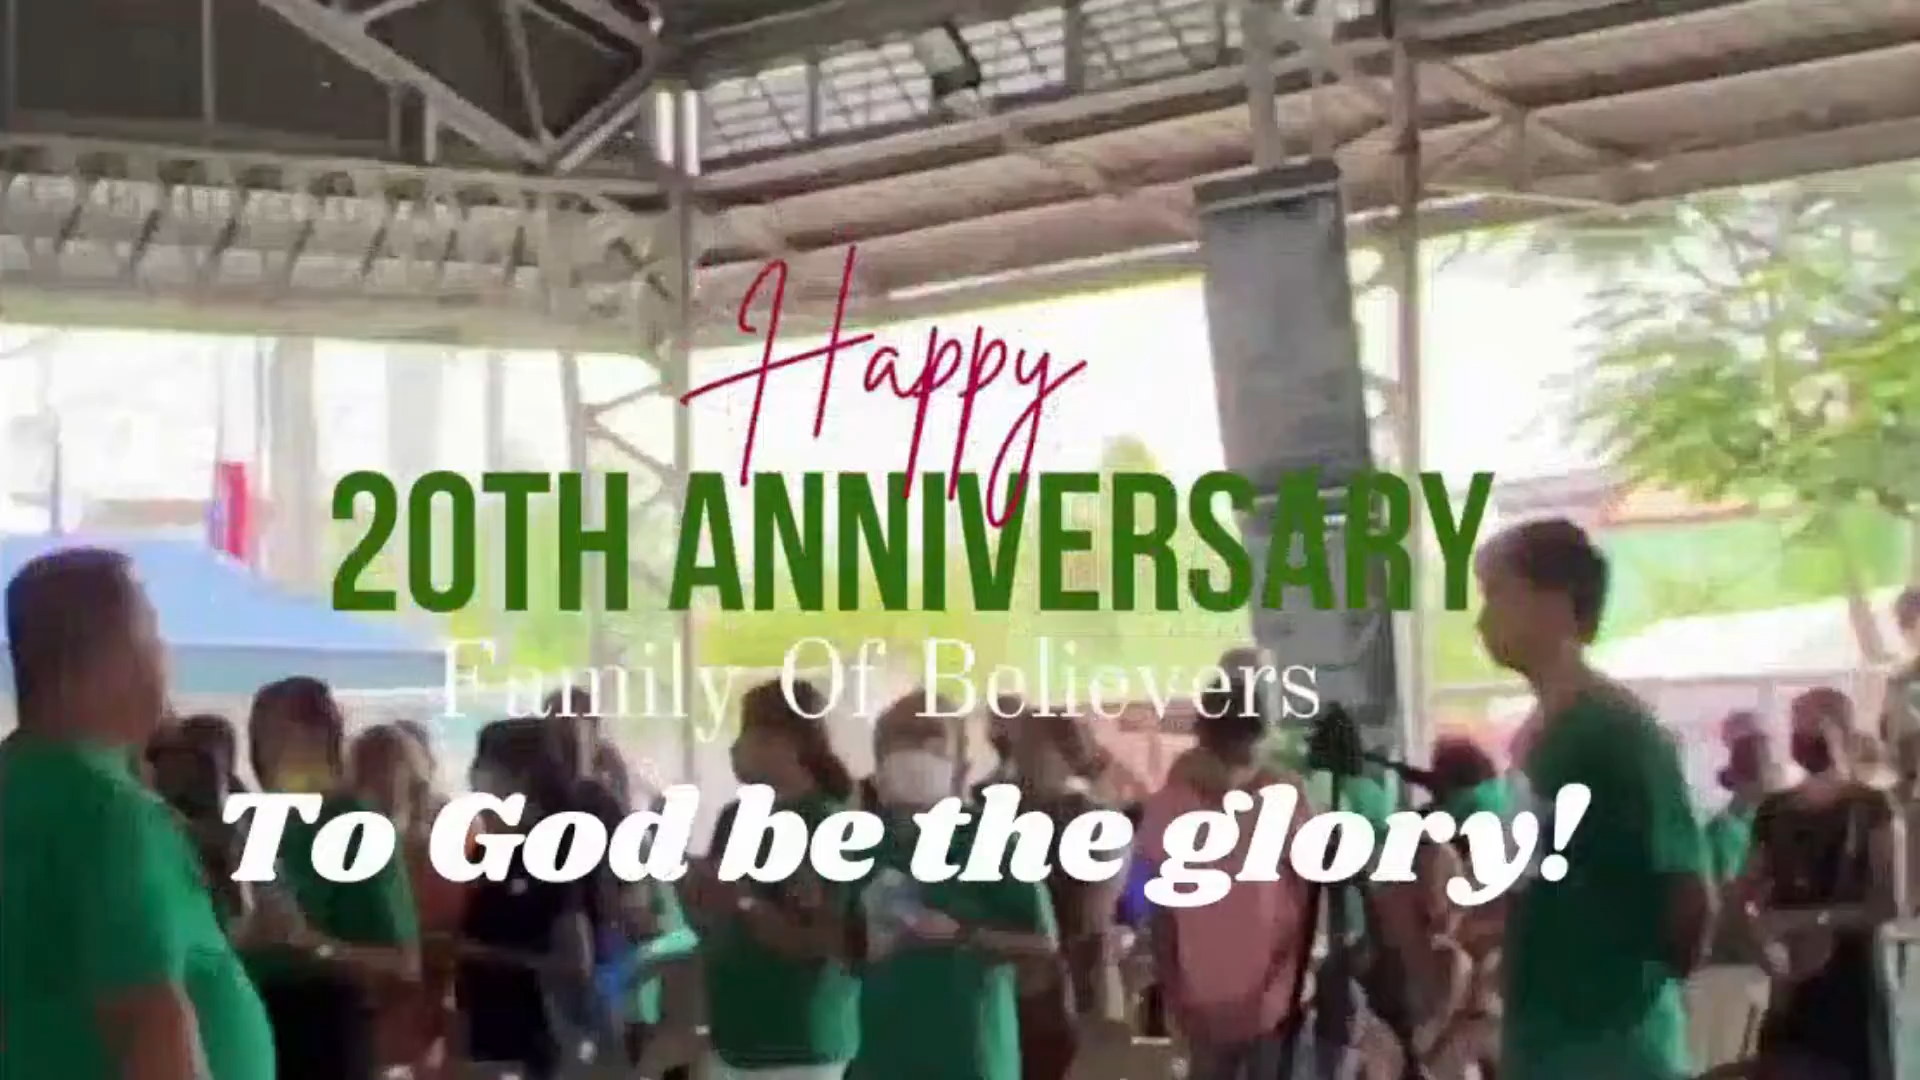 Happy
20TH ANNIVERSARY
Family Of Believers
To God be the glory!